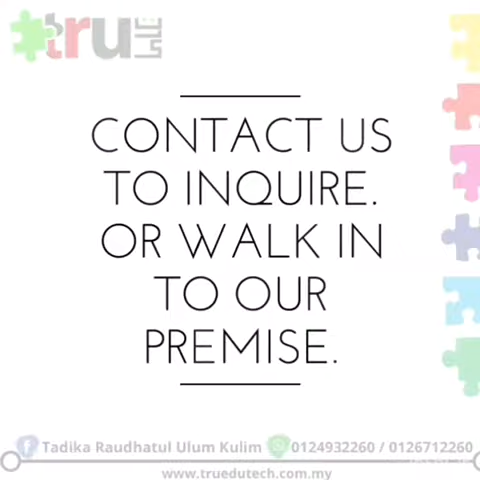 tru
CONTACT US
TO INQUIRE.
OR WALK IN
TO OUR
PREMISE.
Tadika Raudhatul Ulum Kulim 0124932260 / 0126712260
www.truedutech.com.my